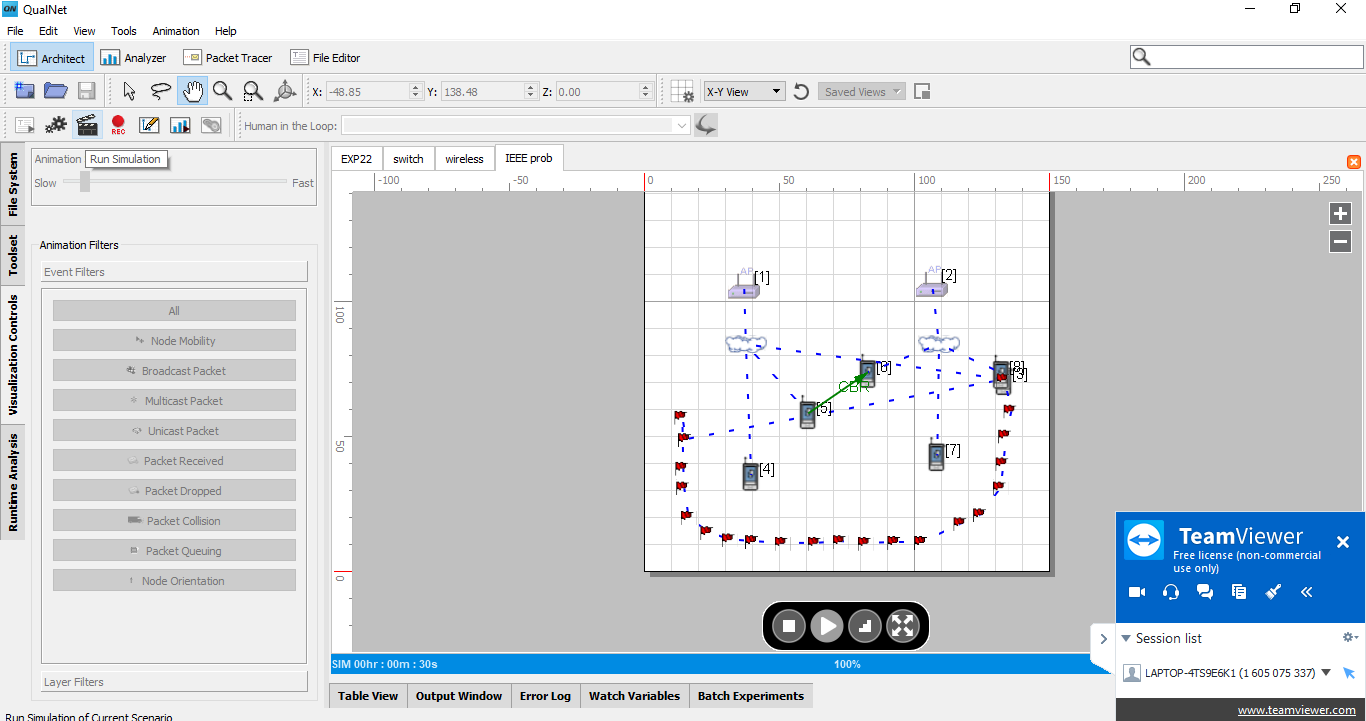 QualNet
File Edit View Tools Animation Help
Architect Analyzer Packet Tracer File Editor
X: -48.85 Y: 138.48 Z: 0.00 X-Y View Saved Views
REC Human in the Loop:
File System
Toolset
Visualization Controls
Runtime Analysis
Animation
Run Simulation
Slow Fast
Animation Filters
Event Filters
All
Node Mobility
Broadcast Packet
Multicast Packet
Unicast Packet
Packet Received
Packet Dropped
Packet Collision
Packet Queuing
Node Orientation
Layer Filters
Run Simulation of Current Scenario
EXP22 switch wireless IEEE prob
-100 -50 0 50 100 150 200 250
100
50
0
AP [1]
AP [2]
[6]
CBR
[5]
[7]
[4]
SIM 00hr : 00m : 30s 100%
Table View Output Window Error Log Watch Variables Batch Experiments
TeamViewer
Free license (non-commercial
use only)
Session list
LAPTOP-4TS9E6K1 (1 605 075 337)
www.teamviewer.com